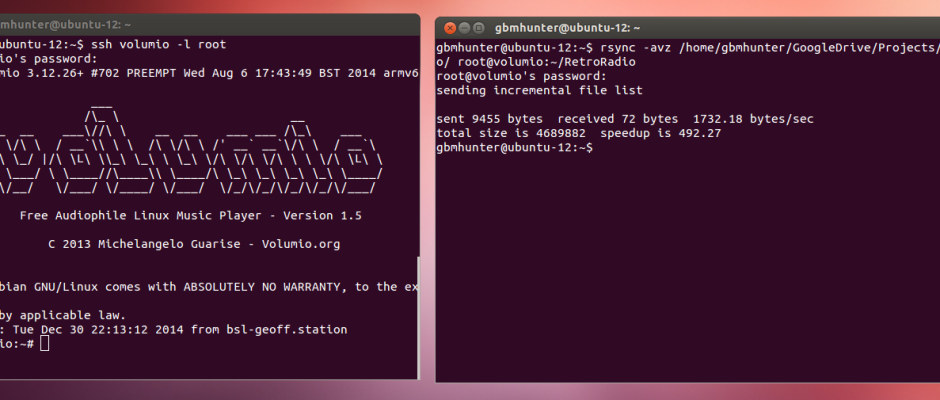 mhunter@ubuntu-12: ~
ubuntu-12:~$ ssh volumio -l root
io's password:
mio 3.12.26+ #702 PREEMPT Wed Aug 6 17:43:49 BST 2014 armv6
Free Audiophile Linux Music Player - Version 1.5
C 2013 Michelangelo Guarise - Volumio.org
bian GNU/Linux comes with ABSOLUTELY NO WARRANTY, to the ex
by applicable law.
: Tue Dec 30 22:13:12 2014 from bsl-geoff.station
io:~#
gbmhunter@ubuntu-12: ~
gbmhunter@ubuntu-12:~$ rsync -avz /home/gbmhunter/GoogleDrive/Projects/
o/ root@volumio:~/RetroRadio
root@volumio's password:
sending incremental file list
sent 9455 bytes  received 72 bytes  1732.18 bytes/sec
total size is 4689882  speedup is 492.27
gbmhunter@ubuntu-12:~$